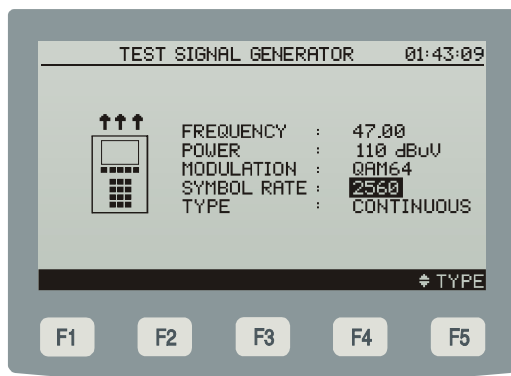 TEST SIGNAL GENERATOR 01:43:09
FREQUENCY : 47.00
POWER : 110 dBuV
MODULATION : QAM64
SYMBOL RATE : 2560
TYPE : CONTINUOUS
TYPE
F1 F2 F3 F4 F5